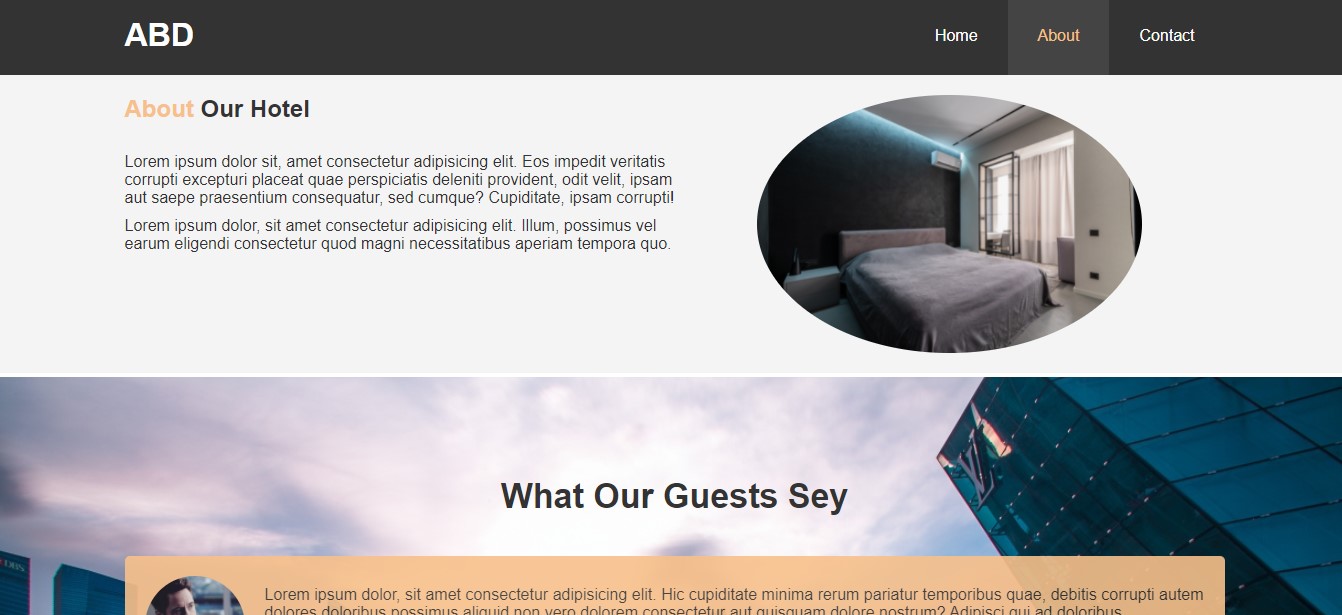 ABD
Home
About
Contact
About Our Hotel
Lorem ipsum dolor sit, amet consectetur adipisicing elit. Eos impedit veritatis
corrupti excepturi placeat quae perspiciatis deleniti provident, odit velit, ipsam
aut saepe praesentium consequatur, sed cumque? Cupiditate, ipsam corrupti!
Lorem ipsum dolor, sit amet consectetur adipisicing elit. Illum, possimus vel
earum eligendi consectetur quod magni necessitatibus aperiam tempora quo.
What Our Guests Sey
Lorem ipsum dolor, sit amet consectetur adipisicing elit. Hic cupiditate minima rerum pariatur temporibus quae, debitis corrupti autem
dolores doloribus possimus aliquid non vero dolorem consectetur aut quisquam dolore nostrum? Adipisci qui ad doloribus